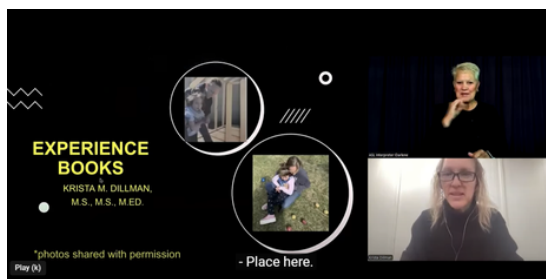 EXPERIENCE
BOOKS
KRISTA M. DILLMAN,
M.S., M.S., M.ED.
*photos shared with permission
Play (k)
- Place here.